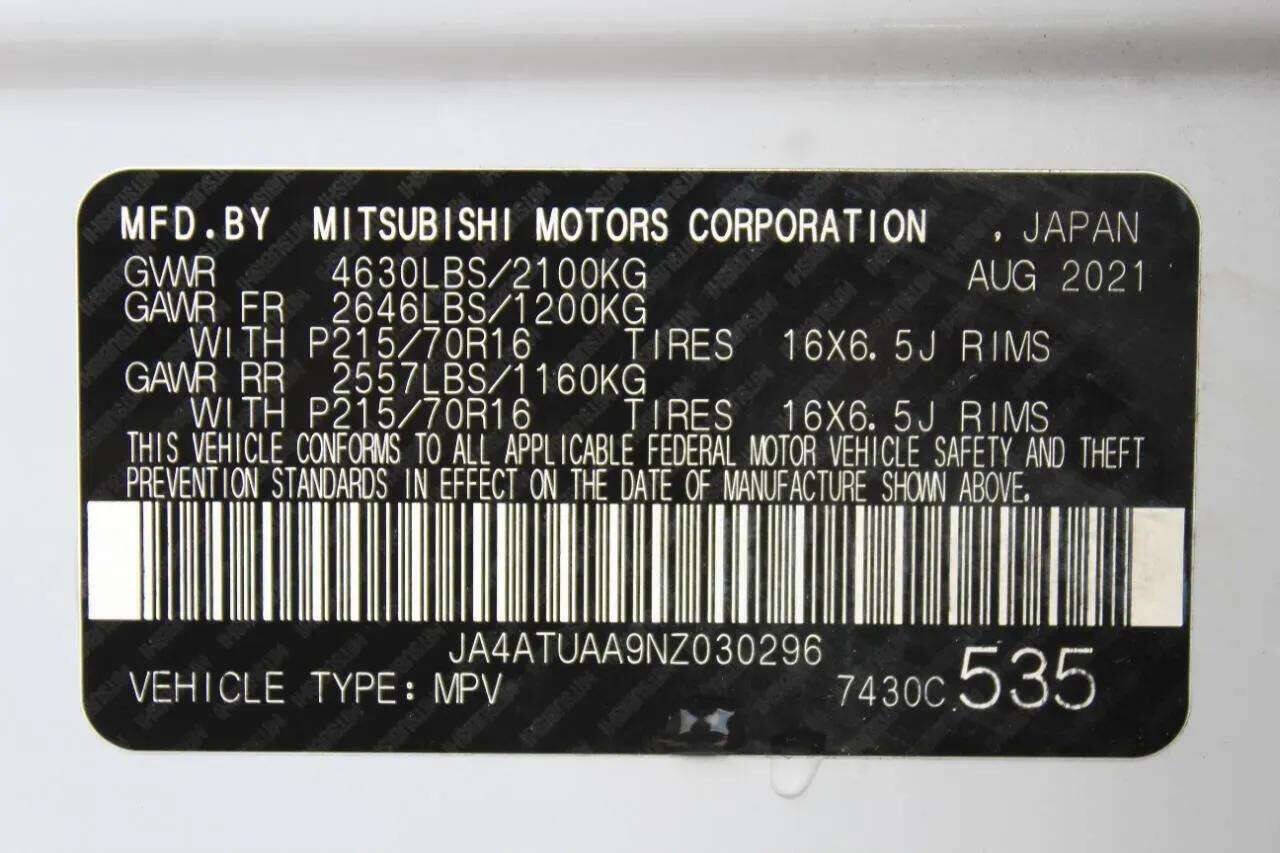 MFD.BY MITSUBISHI MOTORS CORPORATION , JAPAN
GVWR 4630LBS/2100KG AUG 2021
GAWR FR 2646LBS/1200KG
WITH P215/70R16 TIRES 16X6.5J RIMS
GAWR RR 2557LBS/1160KG
WITH P215/70R16 TIRES 16X6.5J RIMS
THIS VEHICLE CONFORMS TO ALL APPLICABLE FEDERAL MOTOR VEHICLE SAFETY AND THEFT
PREVENTION STANDARDS IN EFFECT ON THE DATE OF MANUFACTURE SHOWN ABOVE.
JA4ATUAA9NZ030296
VEHICLE TYPE: MPV 7430C 535